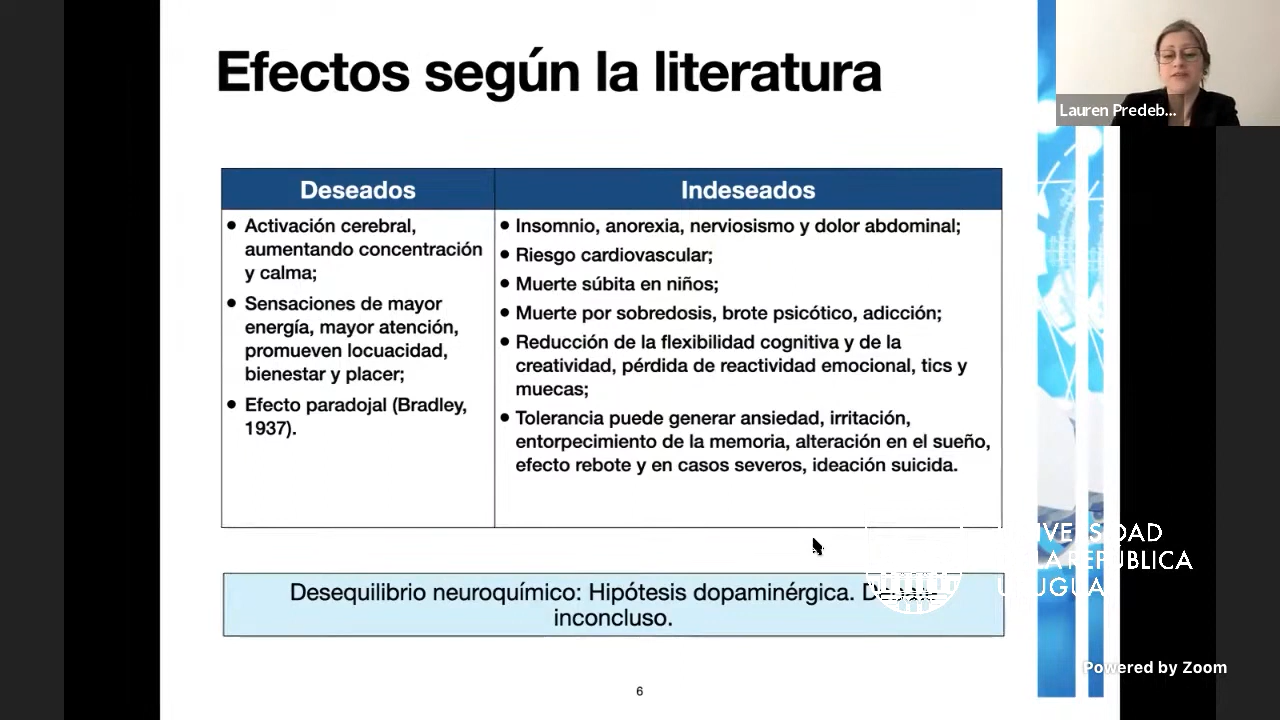 Efectos según la literatura
Lauren Predeb...
Deseados
Indeseados
● Activación cerebral,
aumentando concentración
y calma;
● Sensaciones de mayor
energía, mayor atención,
promueven locuacidad,
bienestar y placer;
● Efecto paradojal (Bradley,
1937).
● Insomnio, anorexia, nerviosismo y dolor abdominal;
● Riesgo cardiovascular;
● Muerte súbita en niños;
● Muerte por sobredosis, brote psicótico, adicción;
● Reducción de la flexibilidad cognitiva y de la
creatividad, pérdida de reactividad emocional, tics y
muecas;
● Tolerancia puede generar ansiedad, irritación,
entorpecimiento de la memoria, alteración en el sueño,
efecto rebote y en casos severos, ideación suicida.
Desequilibrio neuroquímico: Hipótesis dopaminérgica.
inconcluso.
UNIVERSIDAD
LA REPÚBLICA
URUGUAY
Powered by Zoom
6